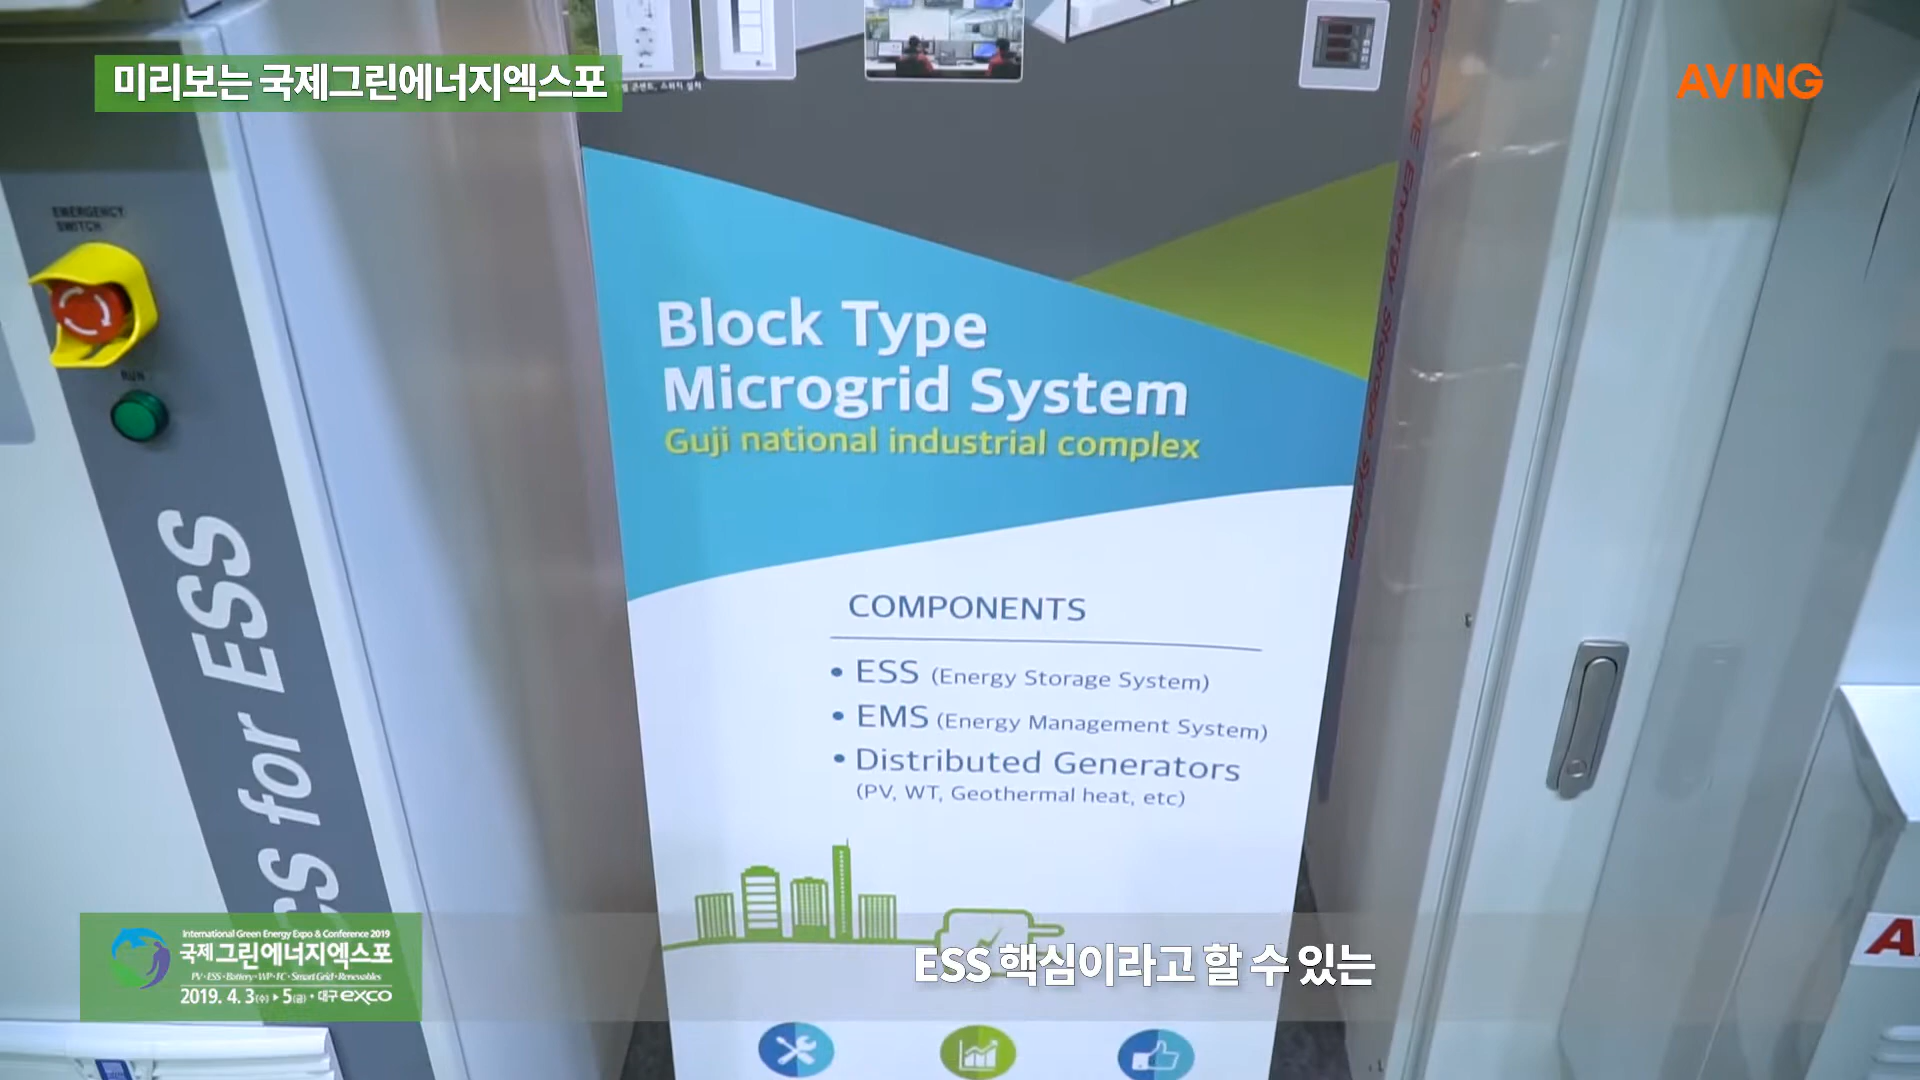 미리보는 국제그린에너지엑스포
AVING
EMERGENCY
SWITCH
RUN
for ESS
Block Type
Microgrid System
Guji national industrial complex
ONE Energy Storage System
COMPONENTS
• ESS (Energy Storage System)
• EMS (Energy Management System)
• Distributed Generators
(PV, WT, Geothermal heat, etc)
International Green Energy Expo & Conference 2019
국제그린에너지엑스포
PV·ESS·Battery·WP·FC·Smart Grid·Renewables
2019. 4. 3(수) ▸ 5(금) · 대구 exco
ESS 핵심이라고 할 수 있는